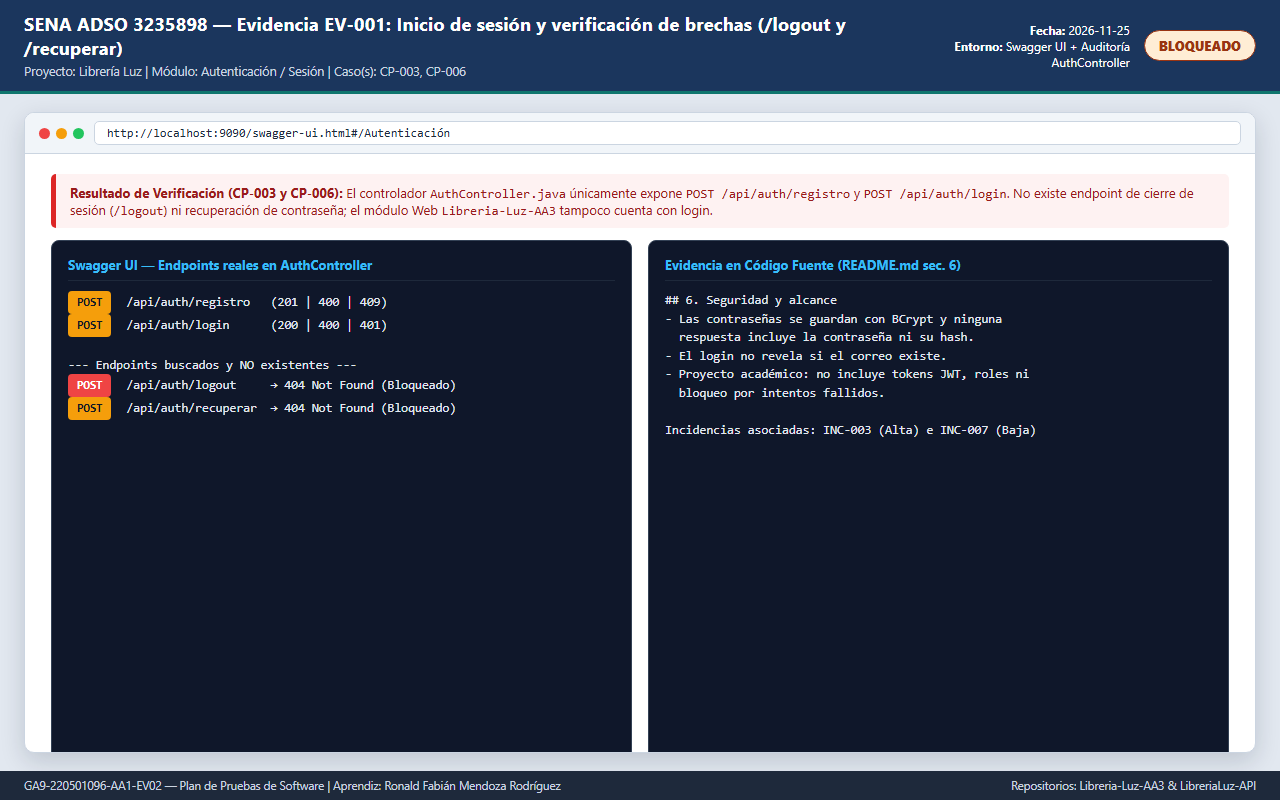 SENA ADSO 3235898 — Evidencia EV-001: Inicio de sesión y verificación de brechas (/logout y
/recuperar)
Proyecto: Librería Luz | Módulo: Autenticación / Sesión | Caso(s): CP-003, CP-006
Fecha: 2026-11-25
Entorno: Swagger UI + Auditoría
AuthController
BLOQUEADO
http://localhost:9090/swagger-ui.html#/Autenticación
Resultado de Verificación (CP-003 y CP-006): El controlador AuthController.java únicamente expone POST /api/auth/registro y POST /api/auth/login. No existe endpoint de cierre de
sesión (/logout) ni recuperación de contraseña; el módulo Web Libreria-Luz-AA3 tampoco cuenta con login.
Swagger UI — Endpoints reales en AuthController
POST /api/auth/registro (201 | 400 | 409)
POST /api/auth/login (200 | 400 | 401)
--- Endpoints buscados y NO existentes ---
POST /api/auth/logout → 404 Not Found (Bloqueado)
POST /api/auth/recuperar → 404 Not Found (Bloqueado)
Evidencia en Código Fuente (README.md sec. 6)
## 6. Seguridad y alcance
- Las contraseñas se guardan con BCrypt y ninguna
respuesta incluye la contraseña ni su hash.
- El login no revela si el correo existe.
- Proyecto académico: no incluye tokens JWT, roles ni
bloqueo por intentos fallidos.
Incidencias asociadas: INC-003 (Alta) e INC-007 (Baja)
GA9-220501096-AA1-EV02 — Plan de Pruebas de Software | Aprendiz: Ronald Fabián Mendoza Rodríguez
Repositorios: Libreria-Luz-AA3 & LibreriaLuz-API